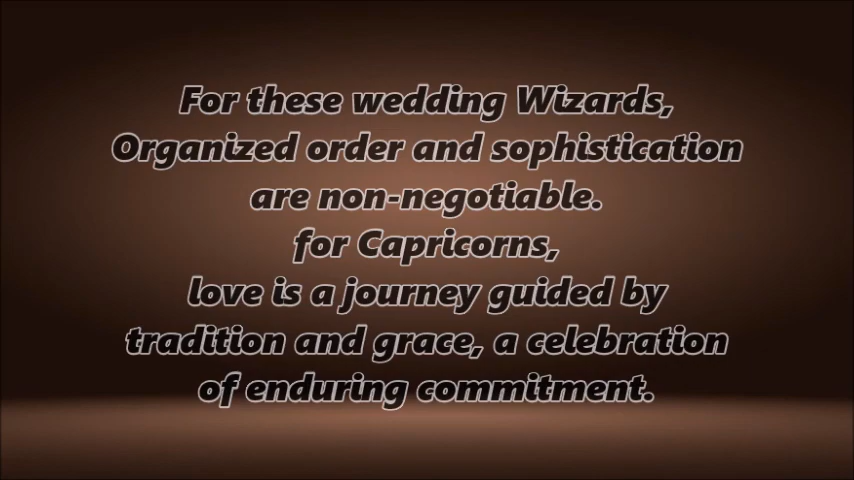 For these wedding Wizards,
Organized order and sophistication
are non-negotiable.
for Capricorns,
love is a journey guided by
tradition and grace, a celebration
of enduring commitment.